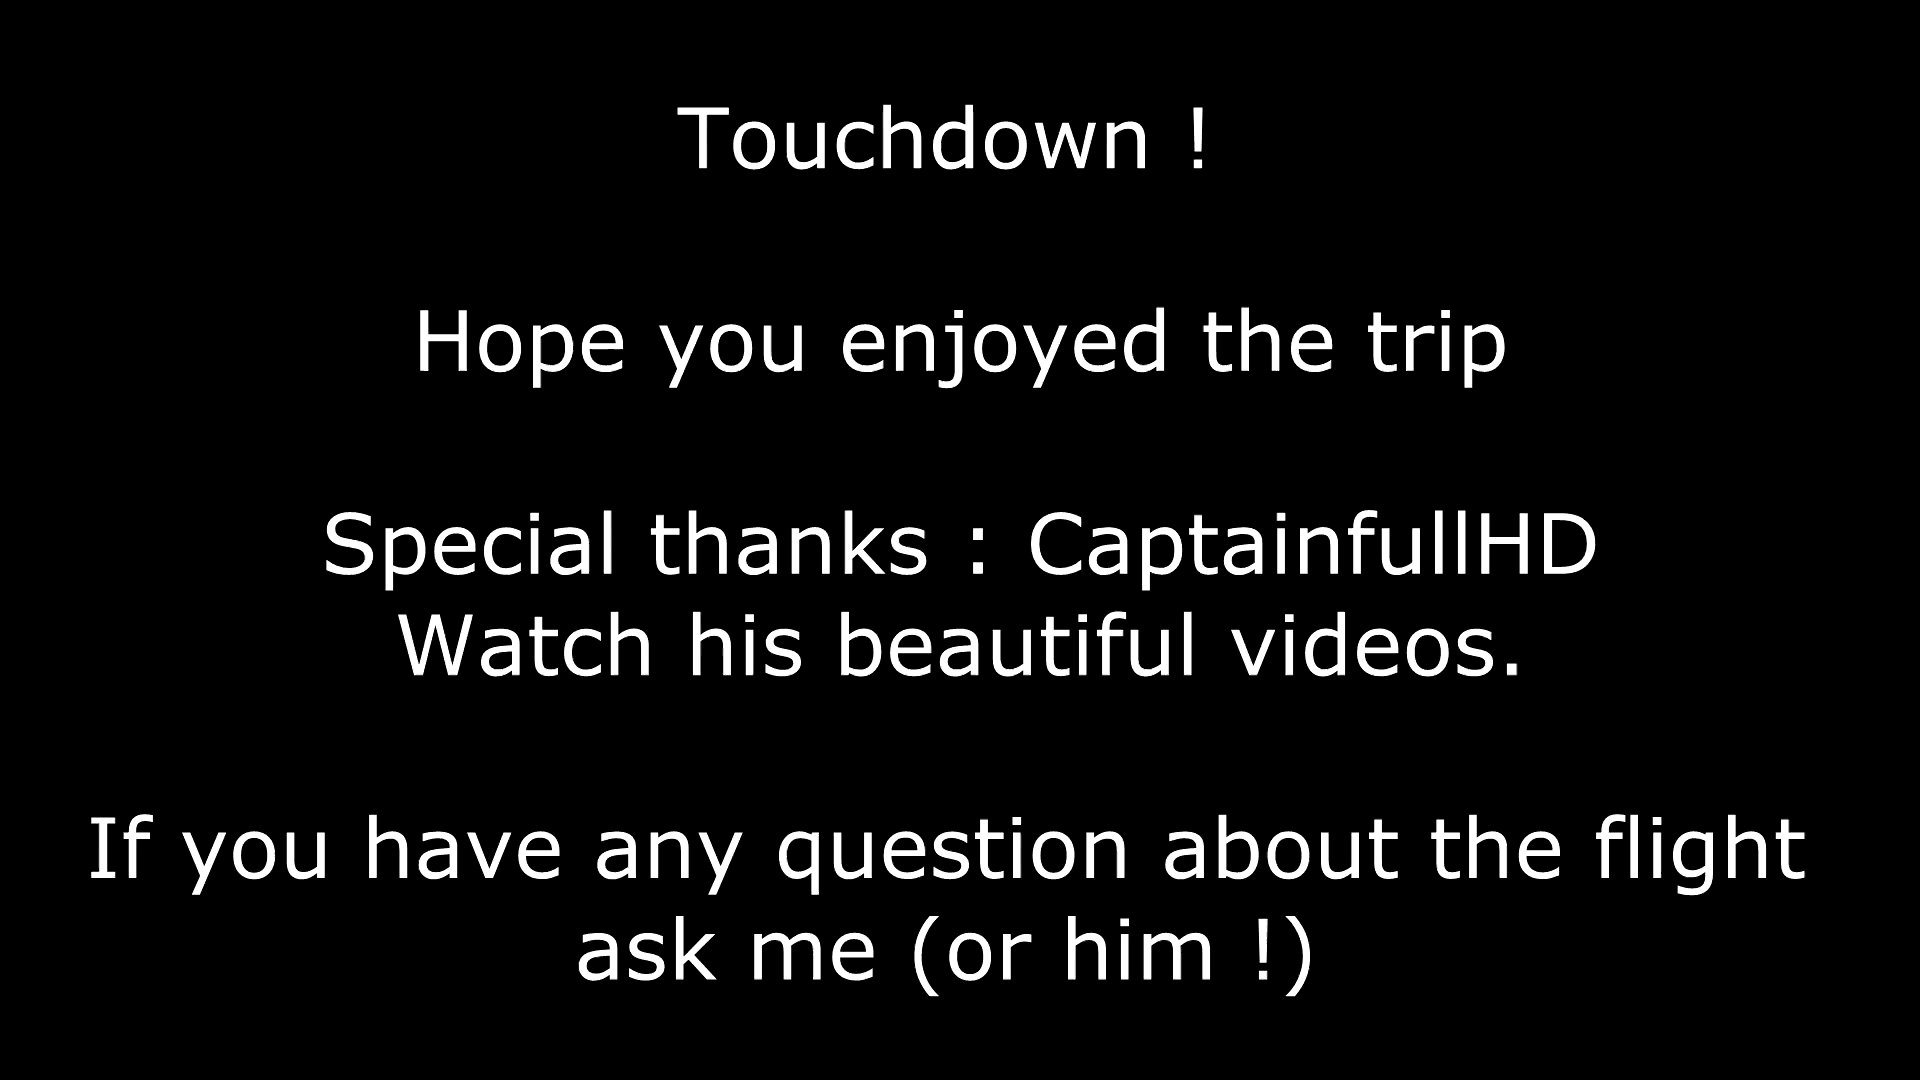 Touchdown !
Hope you enjoyed the trip
Special thanks : CaptainfullHD
Watch his beautiful videos.
If you have any question about the flight
ask me (or him !)